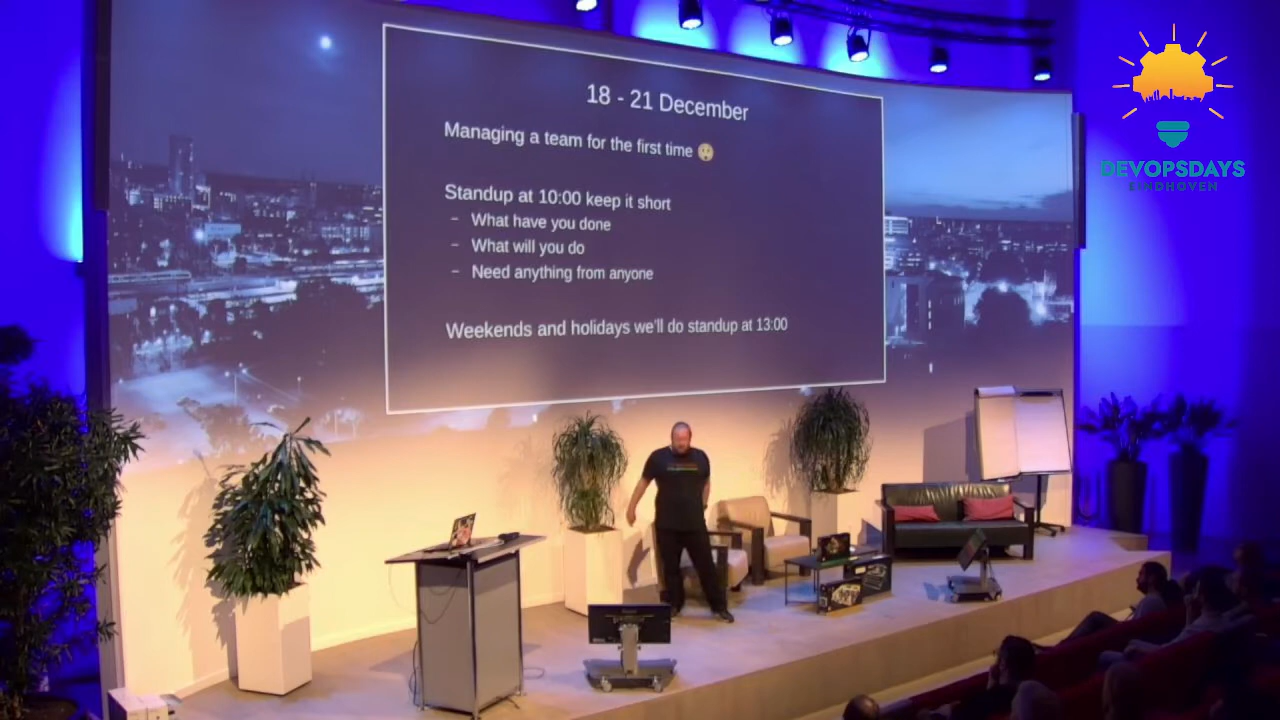 18 - 21 December
Managing a team for the first time 😲
Standup at 10:00 keep it short
- What have you done
- What will you do
- Need anything from anyone
Weekends and holidays we'll do standup at 13:00
DEVOPSDAYS
EINDHOVEN